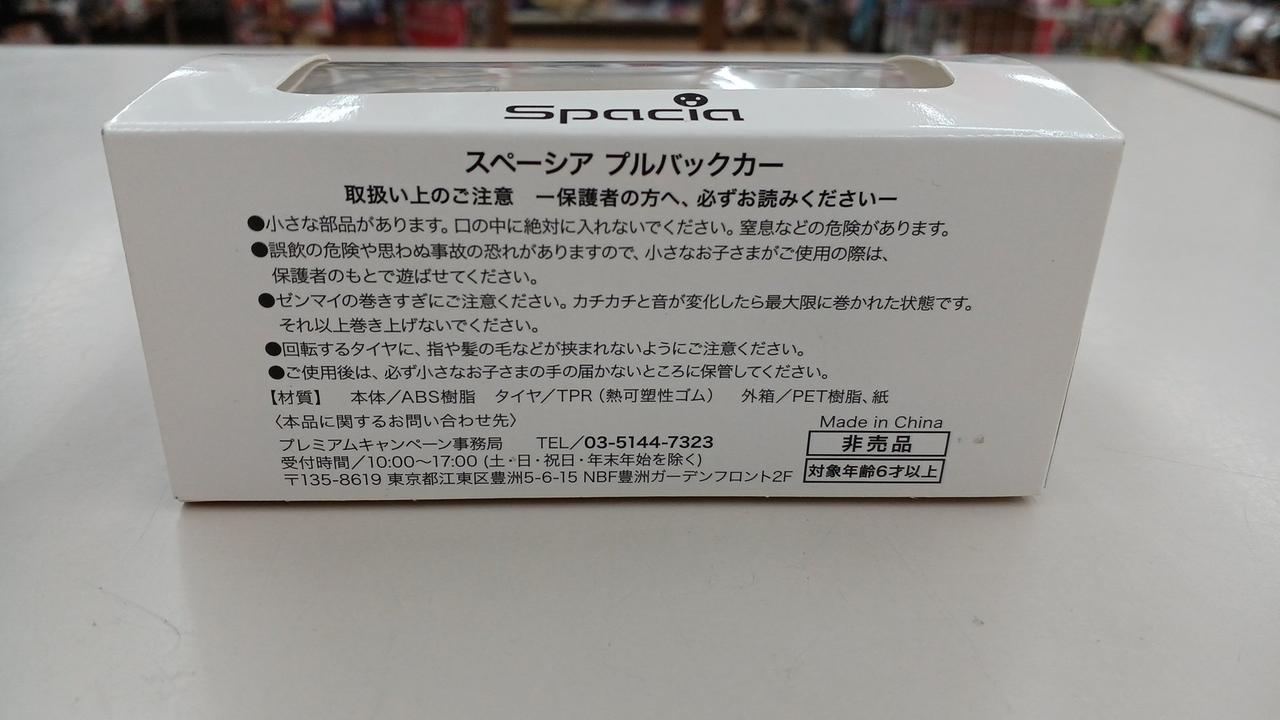 Spacia
スペーシア プルバックカー
取扱い上のご注意 ー保護者の方へ、必ずお読みくださいー
●小さな部品があります。口の中に絶対に入れないでください。窒息などの危険があります。
●誤飲の危険や思わぬ事故の恐れがありますので、小さなお子さまがご使用の際は、
保護者のもとで遊ばせてください。
●ゼンマイの巻きすぎにご注意ください。カチカチと音が変化したら最大限に巻かれた状態です。
それ以上巻き上げないでください。
●回転するタイヤに、指や髪の毛などが挟まれないようにご注意ください。
●ご使用後は、必ず小さなお子さまの手の届かないところに保管してください。
【材質】 本体／ABS樹脂 タイヤ／TPR（熱可塑性ゴム） 外箱／PET樹脂、紙
〈本品に関するお問い合わせ先〉
プレミアムキャンペーン事務局 TEL／03-5144-7323
受付時間／10:00〜17:00 (土・日・祝日・年末年始を除く)
〒135-8619 東京都江東区豊洲5-6-15 NBF豊洲ガーデンフロント2F
Made in China
非売品
対象年齢6才以上